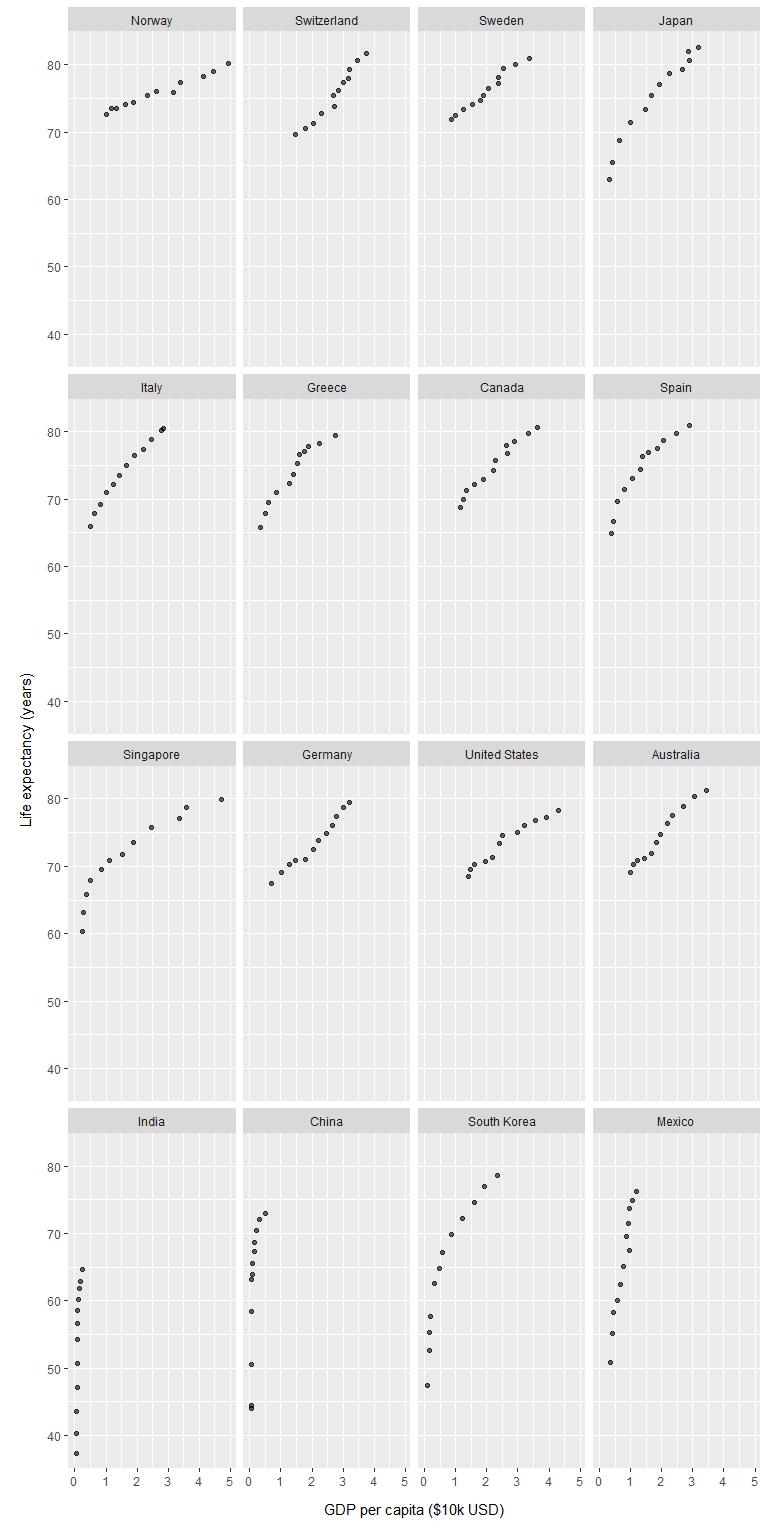 Norway Switzerland Sweden Japan
80
70
60
50
40
Italy Greece Canada Spain
80
70
60
50
40
Life expectancy (years)
Singapore Germany United States Australia
80
70
60
50
40
India China South Korea Mexico
80
70
60
50
40
0 1 2 3 4 5 0 1 2 3 4 5 0 1 2 3 4 5 0 1 2 3 4 5
GDP per capita ($10k USD)